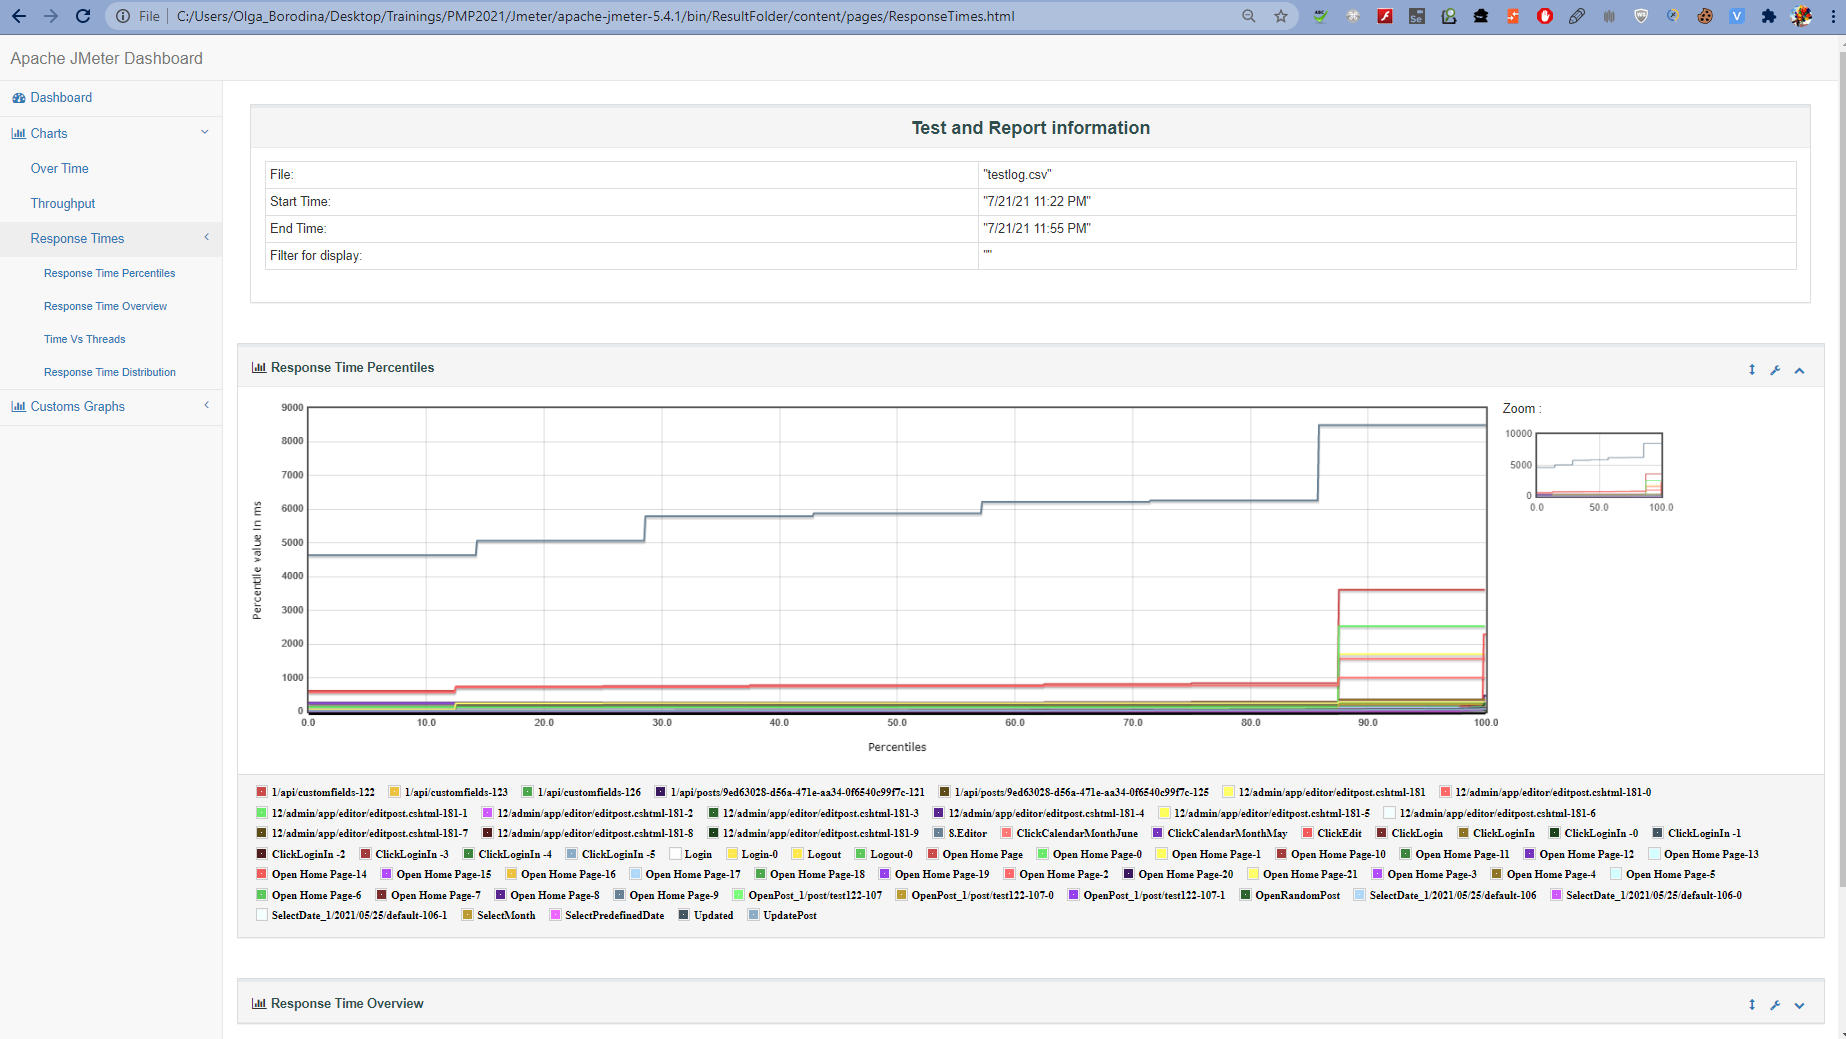 File C:/Users/Olga_Borodina/Desktop/Trainings/PMP2021/Jmeter/apache-jmeter-5.4.1/bin/ResultFolder/content/pages/ResponseTimes.html
Apache JMeter Dashboard
Dashboard
Charts
Over Time
Throughput
Response Times
Response Time Percentiles
Response Time Overview
Time Vs Threads
Response Time Distribution
Customs Graphs
Test and Report information
File: "testlog.csv"
Start Time: "7/21/21 11:22 PM"
End Time: "7/21/21 11:55 PM"
Filter for display: ""
Response Time Percentiles
9000
8000
7000
6000
5000
4000
3000
2000
1000
0
Percentile value in ms
0.0 10.0 20.0 30.0 40.0 50.0 60.0 70.0 80.0 90.0 100.0
Percentiles
Zoom :
10000
5000
0
0.0 50.0 100.0
1/api/customfields-122 1/api/customfields-123 1/api/customfields-126 1/api/posts/9ed63028-d56a-471e-aa34-0f6540c99f7c-121 1/api/posts/9ed63028-d56a-471e-aa34-0f6540c99f7c-125 12/admin/app/editor/editpost.cshtml-181 12/admin/app/editor/editpost.cshtml-181-0
12/admin/app/editor/editpost.cshtml-181-1 12/admin/app/editor/editpost.cshtml-181-2 12/admin/app/editor/editpost.cshtml-181-3 12/admin/app/editor/editpost.cshtml-181-4 12/admin/app/editor/editpost.cshtml-181-5 12/admin/app/editor/editpost.cshtml-181-6
12/admin/app/editor/editpost.cshtml-181-7 12/admin/app/editor/editpost.cshtml-181-8 12/admin/app/editor/editpost.cshtml-181-9 8.Editor ClickCalendarMonthJune ClickCalendarMonthMay ClickEdit ClickLogin ClickLoginIn ClickLoginIn -0 ClickLoginIn -1
ClickLoginIn -2 ClickLoginIn -3 ClickLoginIn -4 ClickLoginIn -5 Login Login-0 Logout Logout-0 Open Home Page Open Home Page-0 Open Home Page-1 Open Home Page-10 Open Home Page-11 Open Home Page-12 Open Home Page-13
Open Home Page-14 Open Home Page-15 Open Home Page-16 Open Home Page-17 Open Home Page-18 Open Home Page-19 Open Home Page-2 Open Home Page-20 Open Home Page-21 Open Home Page-3 Open Home Page-4 Open Home Page-5
Open Home Page-6 Open Home Page-7 Open Home Page-8 Open Home Page-9 OpenPost_1/post/test122-107 OpenPost_1/post/test122-107-0 OpenPost_1/post/test122-107-1 OpenRandomPost SelectDate_1/2021/05/25/default-106 SelectDate_1/2021/05/25/default-106-0
SelectDate_1/2021/05/25/default-106-1 SelectMonth SelectPredefinedDate Updated UpdatePost
Response Time Overview